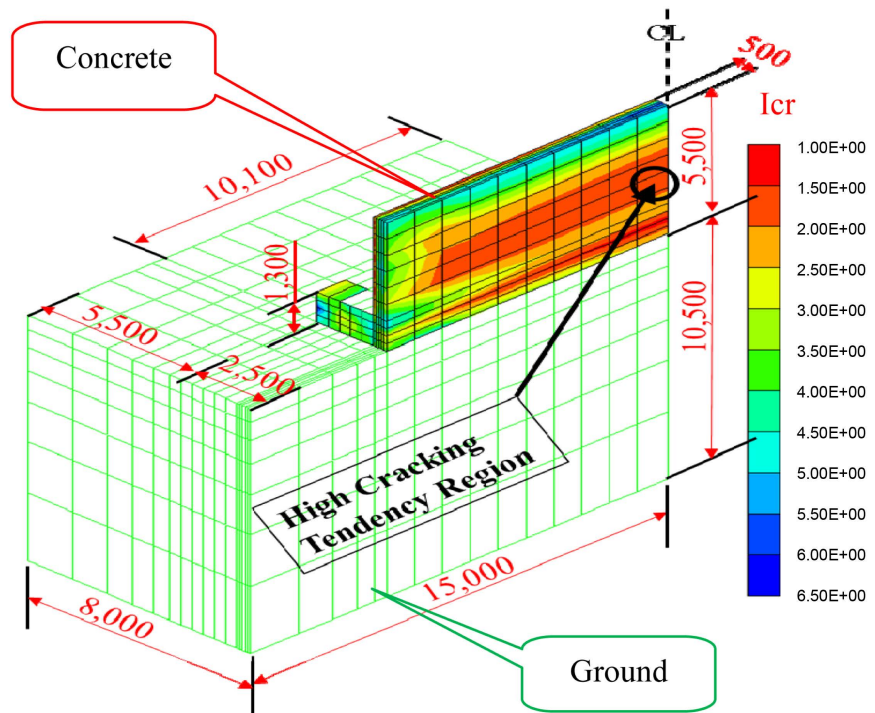 CL
500
Concrete
Icr
5,500
10,100
1,300
5,500
2,500
10,500
High Cracking
Tendency Region
15,000
8,000
Ground
1.00E+00
1.50E+00
2.00E+00
2.50E+00
3.00E+00
3.50E+00
4.00E+00
4.50E+00
5.00E+00
5.50E+00
6.00E+00
6.50E+00